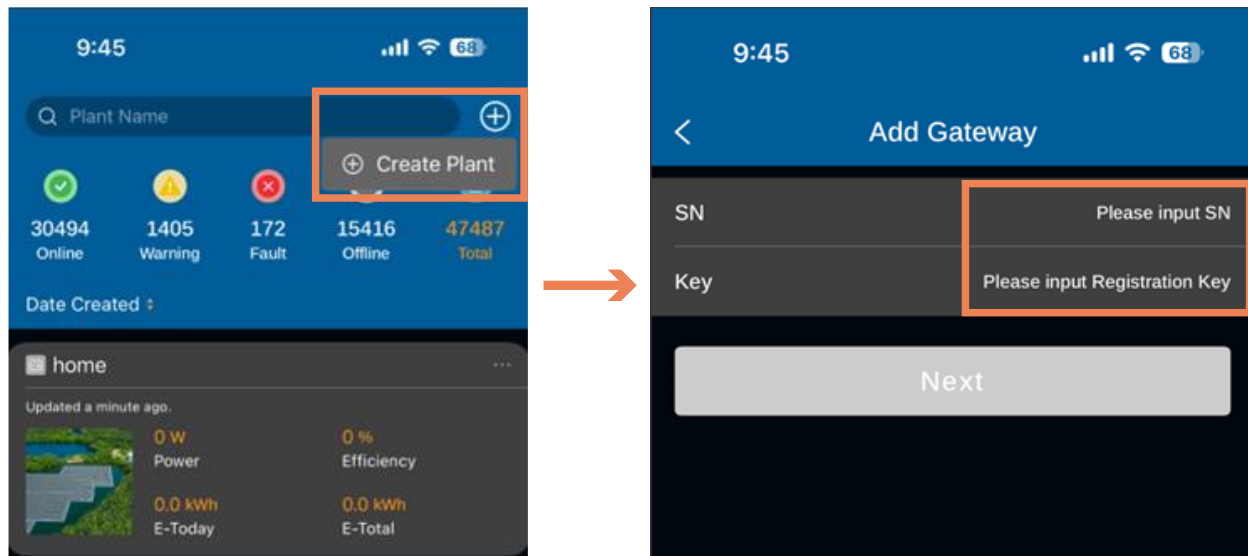 9:45
68
Plant Name
Create Plant
30494 1405 172 15416 47487
Online Warning Fault Offline Total
Date Created
home
Updated a minute ago.
0 W 0 %
Power Efficiency
0.0 kWh 0.0 kWh
E-Today E-Total
9:45
68
Add Gateway
SN Please input SN
Key Please input Registration Key
Next